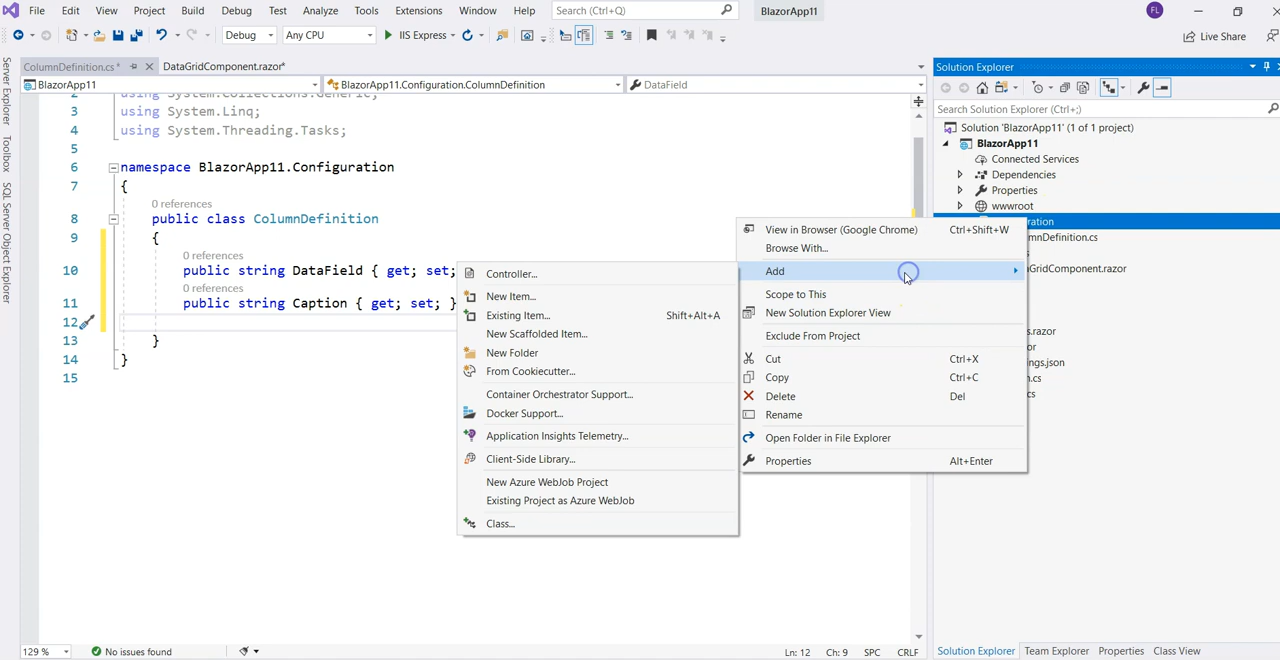 File Edit View Project Build Debug Test Analyze Tools Extensions Window Help Search (Ctrl+Q) BlazorApp11 FL
Debug Any CPU IIS Express Live Share
ColumnDefinition.cs* DataGridComponent.razor*
BlazorApp11 BlazorApp11.Configuration.ColumnDefinition DataField
Server Explorer
Toolbox
SQL Server Object Explorer
2 using System.Collections.Generic;
3 using System.Linq;
4 using System.Threading.Tasks;
5
6 namespace BlazorApp11.Configuration
7 {
0 references
8 public class ColumnDefinition
9 {
0 references
10 public string DataField { get; set;
0 references
11 public string Caption { get; set; }
12
13 }
14 }
15
Controller...
New Item...
Existing Item... Shift+Alt+A
New Scaffolded Item...
New Folder
From Cookiecutter...
Container Orchestrator Support...
Docker Support...
Application Insights Telemetry...
Client-Side Library...
New Azure WebJob Project
Existing Project as Azure WebJob
Class...
View in Browser (Google Chrome) Ctrl+Shift+W
Browse With...
Add
Scope to This
New Solution Explorer View
Exclude From Project
Cut Ctrl+X
Copy Ctrl+C
Delete Del
Rename
Open Folder in File Explorer
Properties Alt+Enter
Solution Explorer
Search Solution Explorer (Ctrl+;)
Solution 'BlazorApp11' (1 of 1 project)
BlazorApp11
Connected Services
Dependencies
Properties
wwwroot
ration
mnDefinition.cs
s
GridComponent.razor
s.razor
or
ngs.json
n.cs
cs
129 % No issues found Ln: 12 Ch: 9 SPC CRLF
Solution Explorer Team Explorer Properties Class View